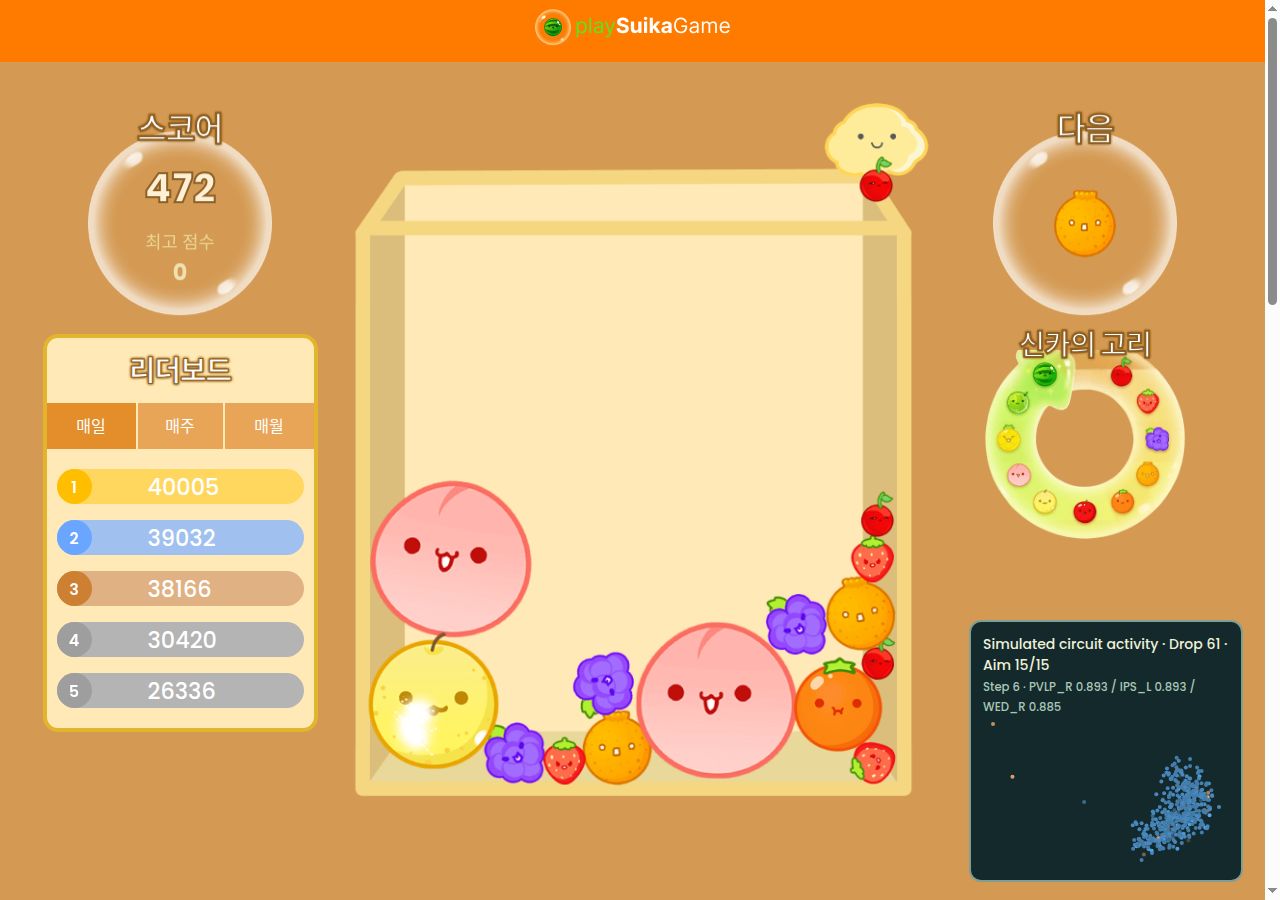 playSuikaGame
스코어
472
최고 점수
0
리더보드
매일 매주 매월
1 40005
2 39032
3 38166
4 30420
5 26336
다음
신카의 고리
Simulated circuit activity · Drop 61 ·
Aim 15/15
Step 6 · PVLP_R 0.893 / IPS_L 0.893 /
WED_R 0.885